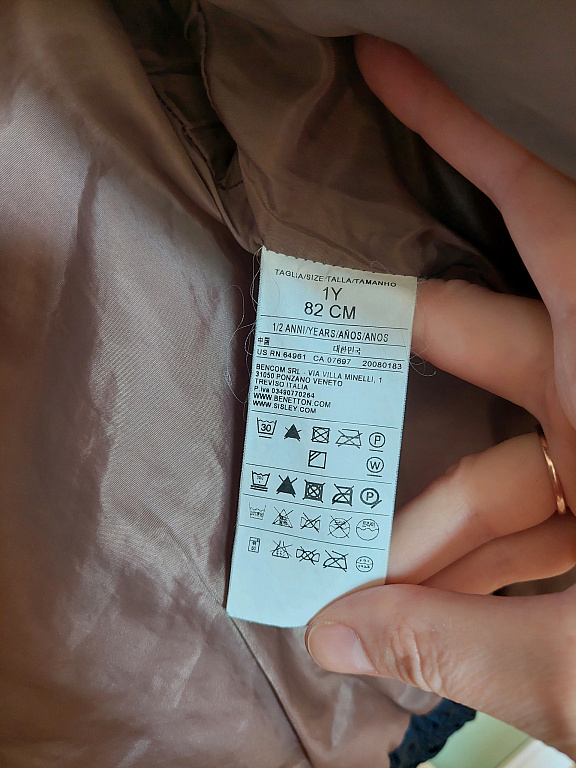 TAGLIA/SIZE/TALLA/TAMANHO
1Y
82 CM
1/2 ANNI/YEARS/AÑOS/ANOS
中国 대한민국
US RN 64961 CA 07697 20080183
BENCOM SRL - VIA VILLA MINELLI, 1
31050 PONZANO VENETO
TREVISO ITALIA
P.iva 03490770264
WWW.BENETTON.COM
WWW.SISLEY.COM
30 P
W
P